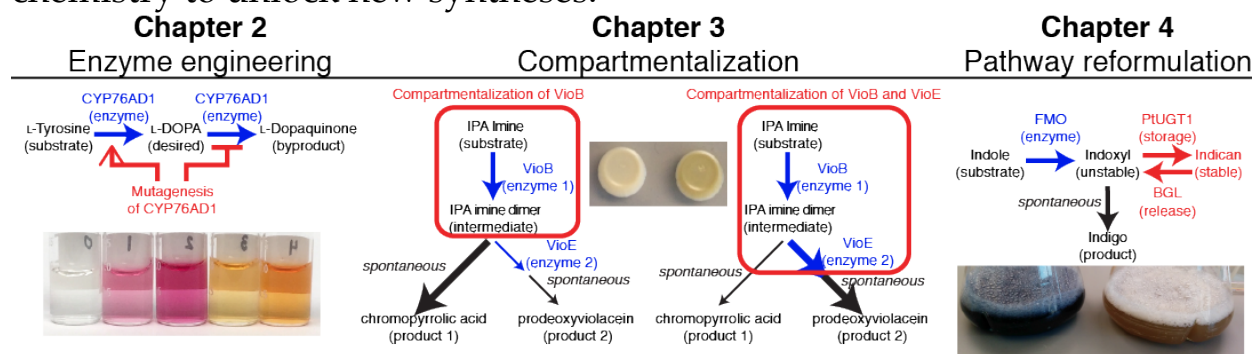 chemistry to unlock new syntheses.
Chapter 2
Enzyme engineering
CYP76AD1
(enzyme)
CYP76AD1
(enzyme)
L-Tyrosine
(substrate)
L-DOPA
(desired)
L-Dopaquinone
(byproduct)
Mutagenesis
of CYP76AD1
0 1 2 3 4
Chapter 3
Compartmentalization
Compartmentalization of VioB
IPA Imine
(substrate)
VioB
(enzyme 1)
IPA imine dimer
(intermediate)
VioE
(enzyme 2)
spontaneous
spontaneous
chromopyrrolic acid
(product 1)
prodeoxyviolacein
(product 2)
Compartmentalization of VioB and VioE
IPA Imine
(substrate)
VioB
(enzyme 1)
IPA imine dimer
(intermediate)
VioE
(enzyme 2)
spontaneous
spontaneous
chromopyrrolic acid
(product 1)
prodeoxyviolacein
(product 2)
Chapter 4
Pathway reformulation
FMO
(enzyme)
PtUGT1
(storage)
Indole
(substrate)
Indoxyl
(unstable)
Indican
(stable)
BGL
(release)
spontaneous
Indigo
(product)